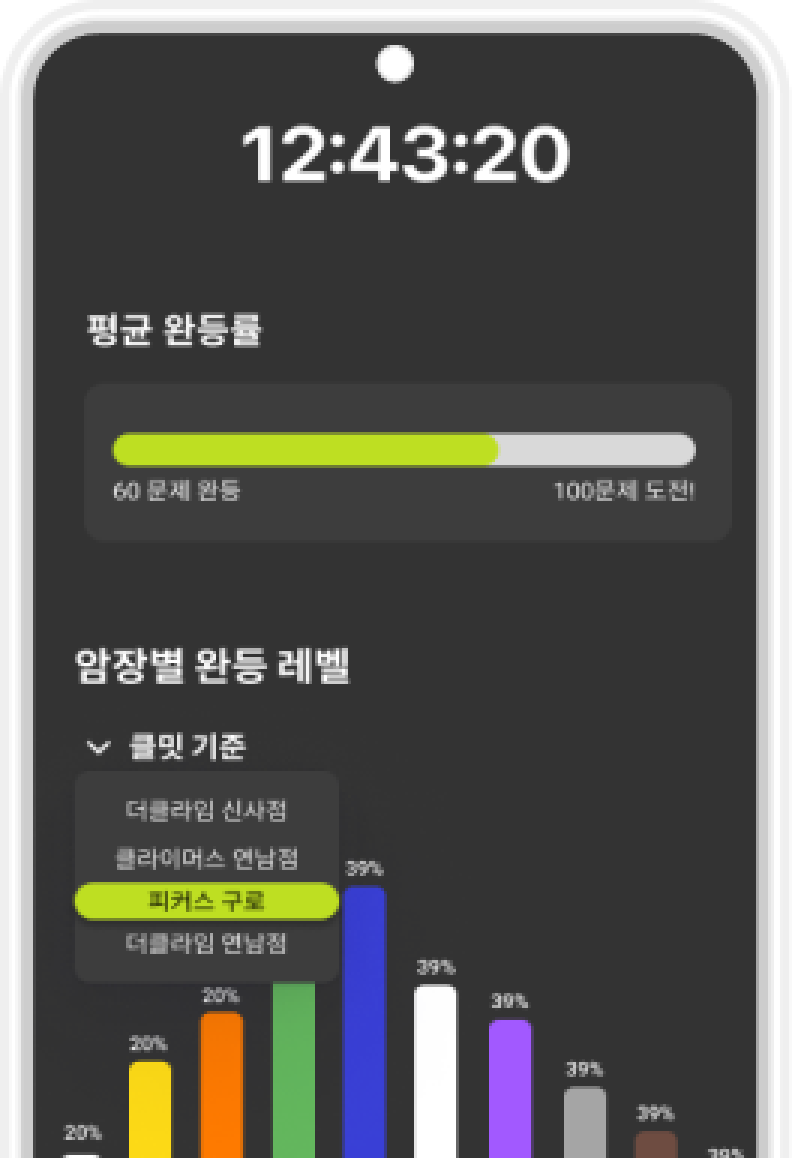 12:43:20
평균 완등률
60 문제 완등
100문제 도전!
암장별 완등 레벨
클밋 기준
더클라임 신사점
클라이머스 연남점
피커스 구로
더클라임 연남점
39%
39%
20%
39%
20%
39%
39%
20%
39%